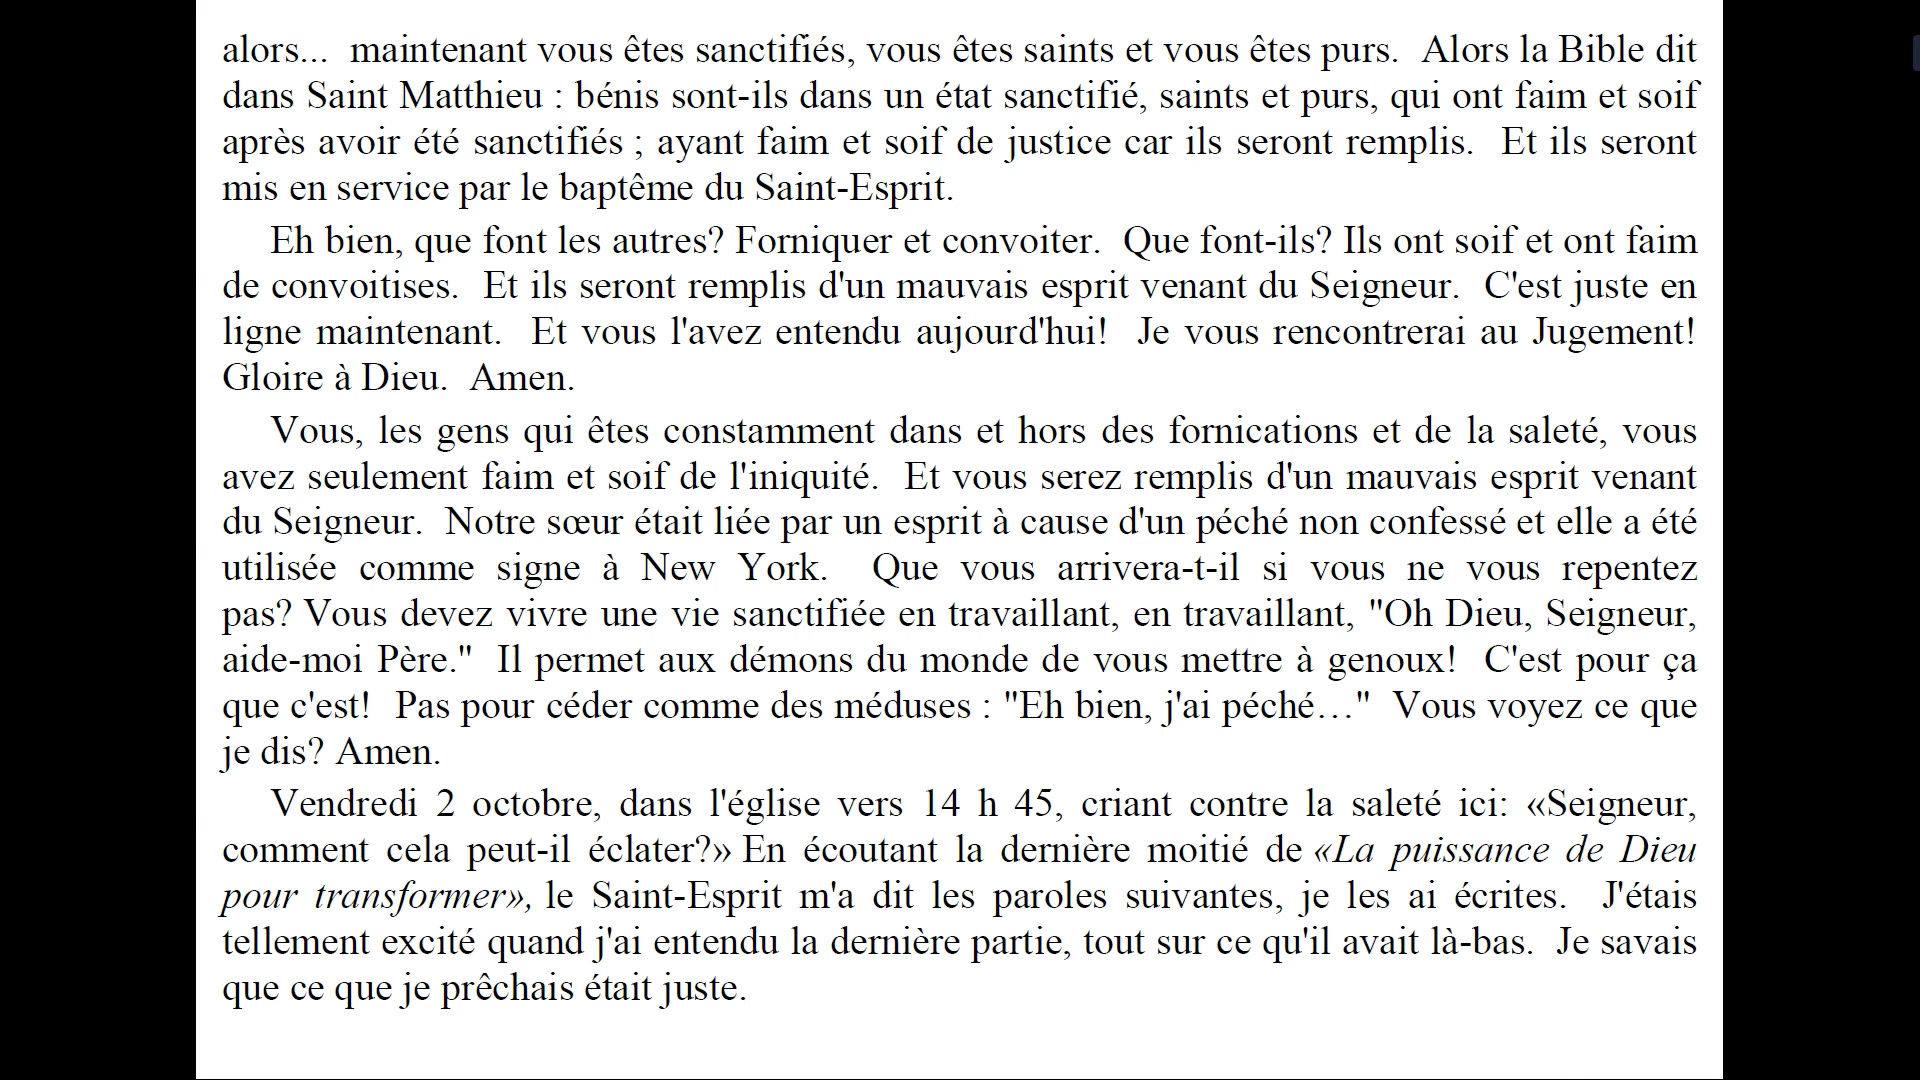 alors...  maintenant vous êtes sanctifiés, vous êtes saints et vous êtes purs.  Alors la Bible dit
dans Saint Matthieu : bénis sont-ils dans un état sanctifié, saints et purs, qui ont faim et soif
après avoir été sanctifiés ; ayant faim et soif de justice car ils seront remplis.  Et ils seront
mis en service par le baptême du Saint-Esprit.
Eh bien, que font les autres? Forniquer et convoiter.  Que font-ils? Ils ont soif et ont faim
de convoitises.  Et ils seront remplis d'un mauvais esprit venant du Seigneur.  C'est juste en
ligne maintenant.  Et vous l'avez entendu aujourd'hui!  Je vous rencontrerai au Jugement!
Gloire à Dieu.  Amen.
Vous, les gens qui êtes constamment dans et hors des fornications et de la saleté, vous
avez seulement faim et soif de l'iniquité.  Et vous serez remplis d'un mauvais esprit venant
du Seigneur.  Notre sœur était liée par un esprit à cause d'un péché non confessé et elle a été
utilisée comme signe à New York.  Que vous arrivera-t-il si vous ne vous repentez
pas? Vous devez vivre une vie sanctifiée en travaillant, en travaillant, "Oh Dieu, Seigneur,
aide-moi Père."  Il permet aux démons du monde de vous mettre à genoux!  C'est pour ça
que c'est!  Pas pour céder comme des méduses : "Eh bien, j'ai péché…"  Vous voyez ce que
je dis? Amen.
Vendredi 2 octobre, dans l'église vers 14 h 45, criant contre la saleté ici: «Seigneur,
comment cela peut-il éclater?» En écoutant la dernière moitié de «La puissance de Dieu
pour transformer», le Saint-Esprit m'a dit les paroles suivantes, je les ai écrites.  J'étais
tellement excité quand j'ai entendu la dernière partie, tout sur ce qu'il avait là-bas.  Je savais
que ce que je prêchais était juste.